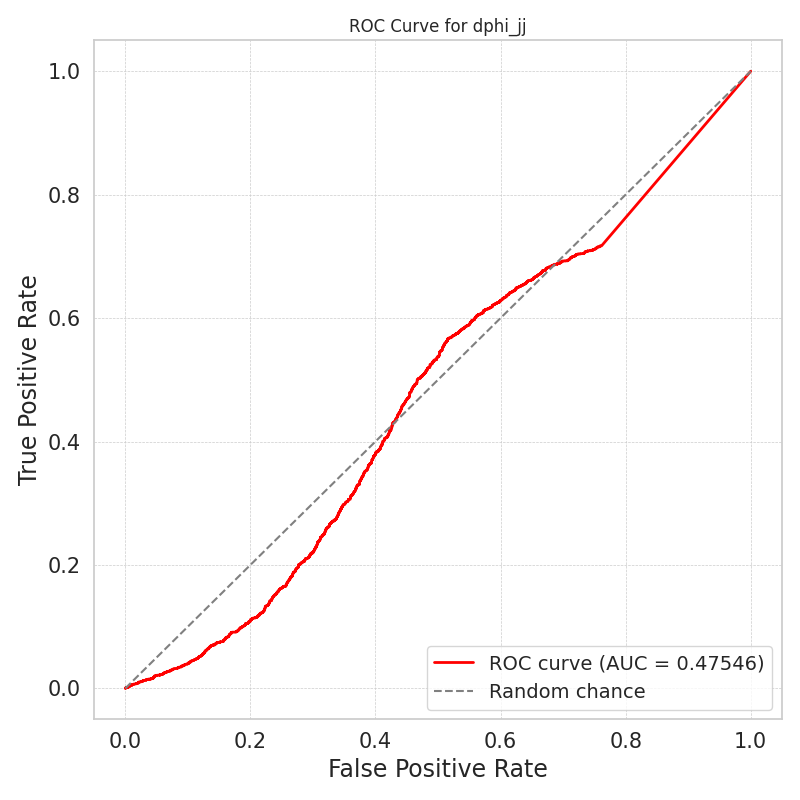 ROC Curve for dphi_jj
1.0
0.8
0.6
0.4
0.2
0.0
True Positive Rate
ROC curve (AUC = 0.47546)
Random chance
0.0 0.2 0.4 0.6 0.8 1.0
False Positive Rate